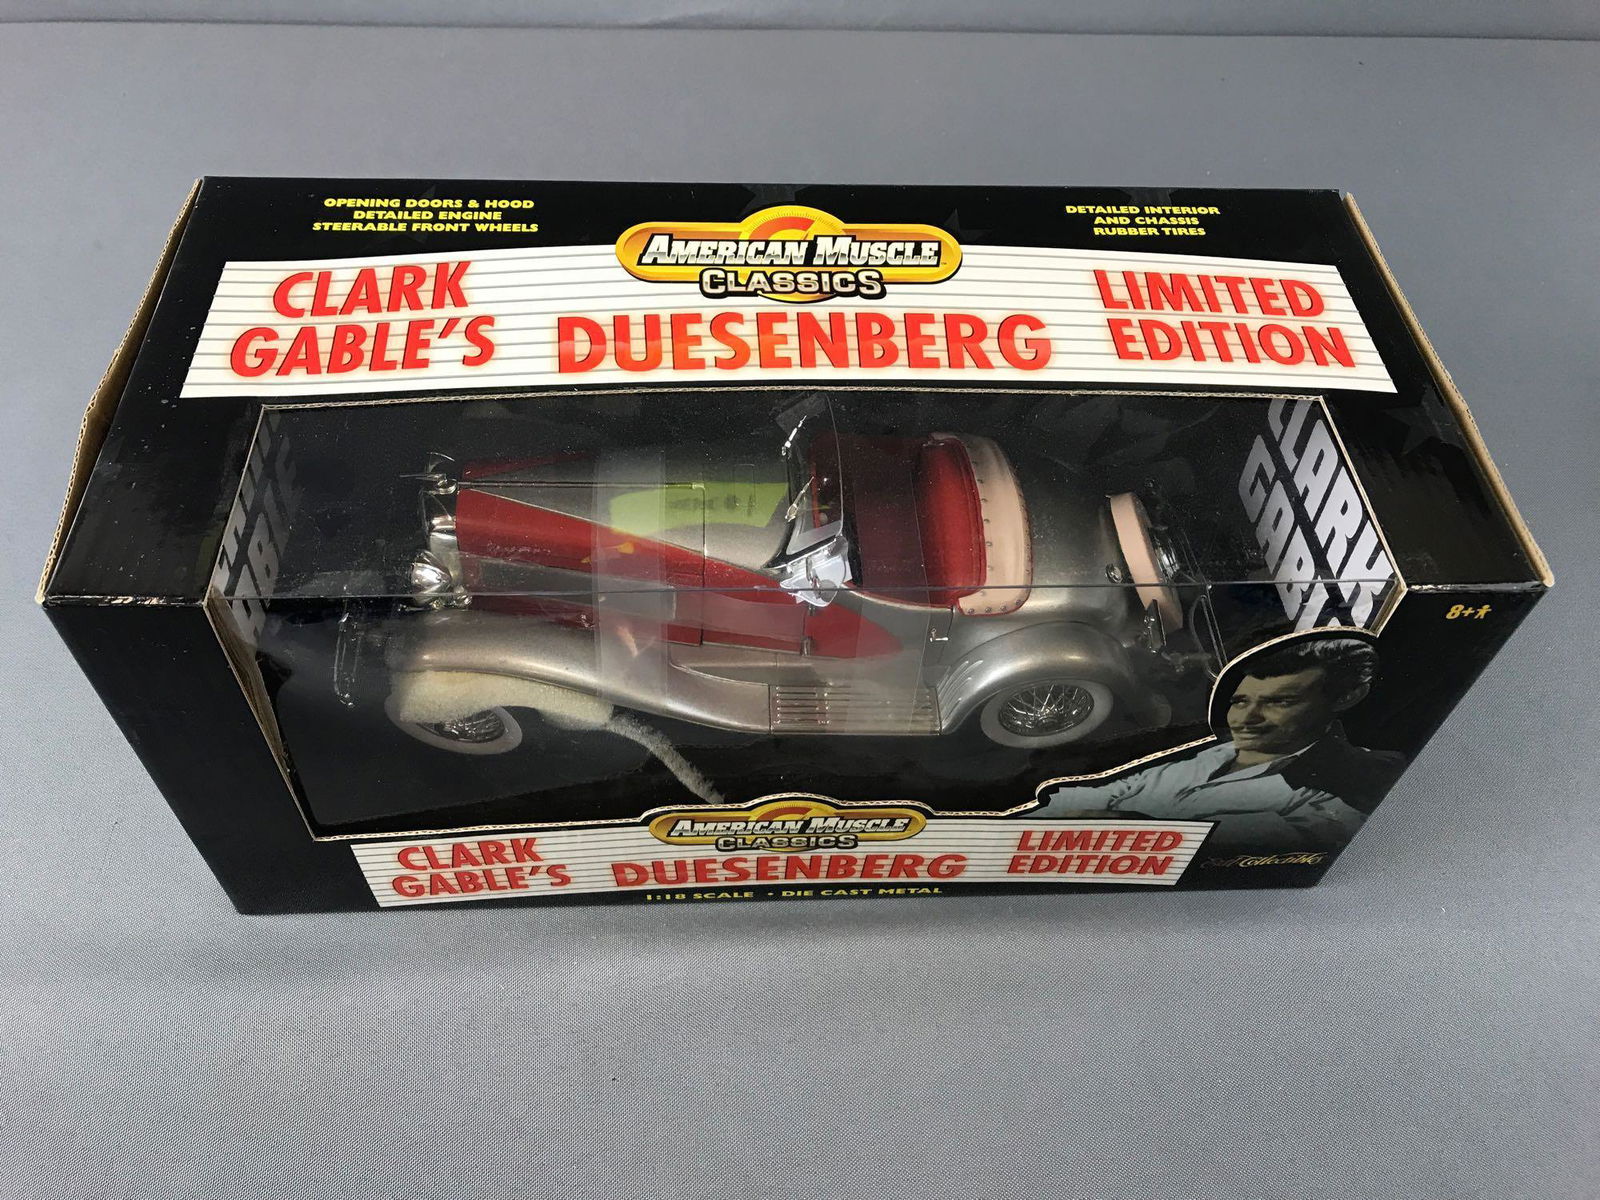 OPENING DOORS & HOOD
DETAILED ENGINE
STEERABLE FRONT WHEELS
AMERICAN MUSCLE
CLASSICS
DETAILED INTERIOR
AND CHASSIS
RUBBER TIRES
CLARK
GABLE'S
DUESENBERG
LIMITED
EDITION
CLARK
GABLE
8+
AMERICAN MUSCLE
CLASSICS
CLARK
GABLE'S
DUESENBERG
LIMITED
EDITION
1:18 SCALE • DIE CAST METAL
Ertl Collectibles